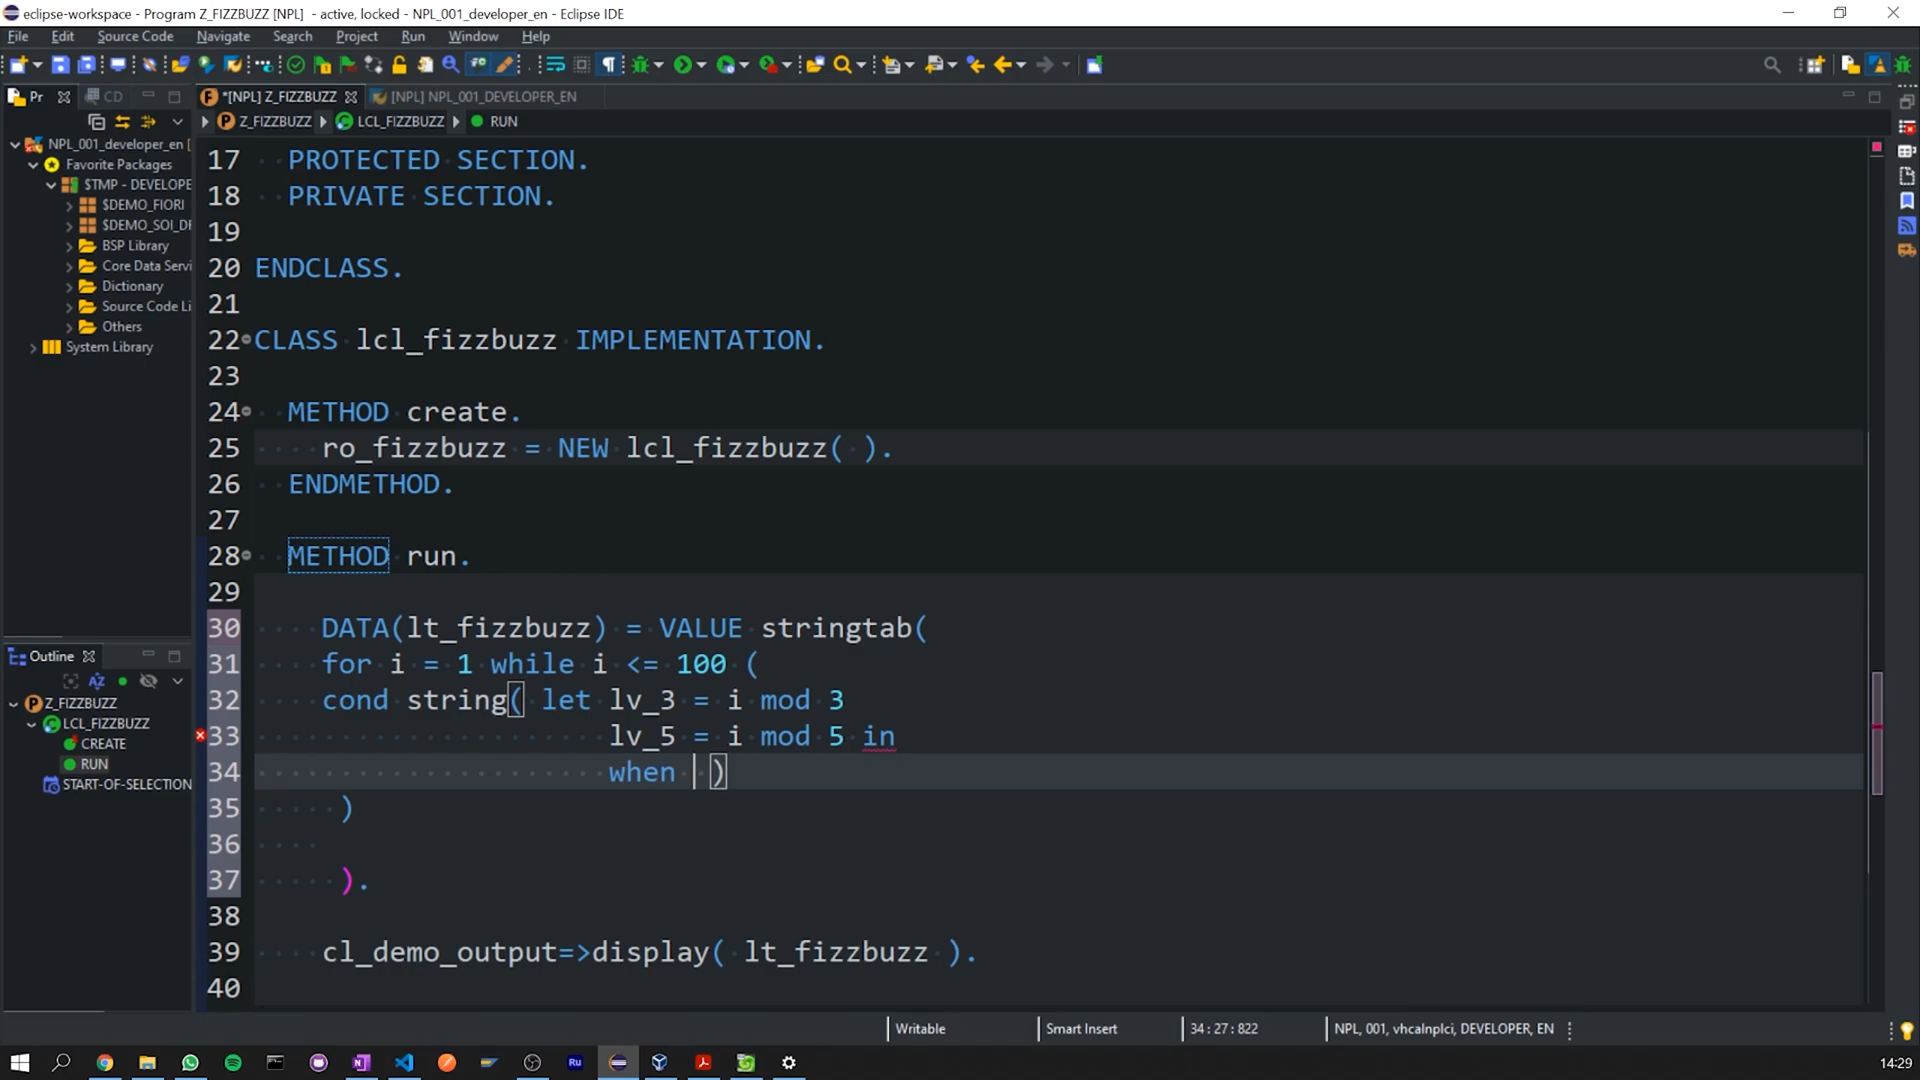 eclipse-workspace - Program Z_FIZZBUZZ [NPL] - active, locked - NPL_001_developer_en - Eclipse IDE
File Edit Source Code Navigate Search Project Run Window Help
Pr CD *[NPL] Z_FIZZBUZZ [NPL] NPL_001_DEVELOPER_EN
Z_FIZZBUZZ LCL_FIZZBUZZ RUN
NPL_001_developer_en [
Favorite Packages
$TMP - DEVELOPE
$DEMO_FIORI
$DEMO_SOI_DF
BSP Library
Core Data Servi
Dictionary
Source Code Li
Others
System Library
Outline
Z_FIZZBUZZ
LCL_FIZZBUZZ
CREATE
RUN
START-OF-SELECTION
17 PROTECTED SECTION.
18 PRIVATE SECTION.
19
20 ENDCLASS.
21
22 CLASS lcl_fizzbuzz IMPLEMENTATION.
23
24 METHOD create.
25 ro_fizzbuzz = NEW lcl_fizzbuzz( ).
26 ENDMETHOD.
27
28 METHOD run.
29
30 DATA(lt_fizzbuzz) = VALUE stringtab(
31 for i = 1 while i <= 100 (
32 cond string( let lv_3 = i mod 3
33 lv_5 = i mod 5 in
34 when )
35 )
36
37 ).
38
39 cl_demo_output=>display( lt_fizzbuzz ).
40
Writable Smart Insert 34 : 27 : 822 NPL, 001, vhcalnplci, DEVELOPER, EN
Ru
14:29